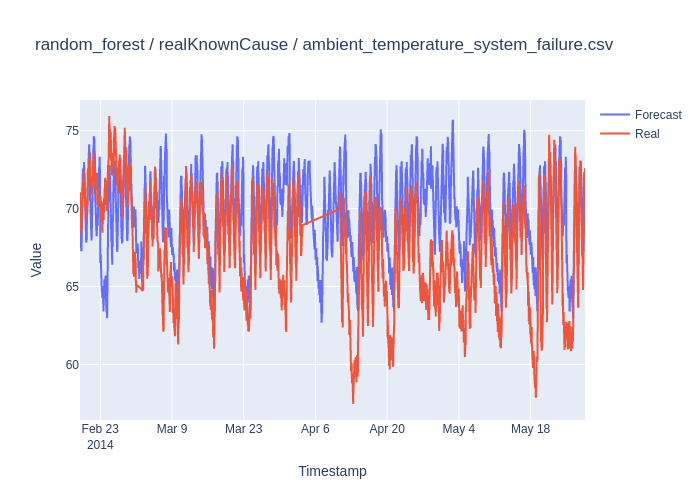 random_forest / realKnownCause / ambient_temperature_system_failure.csv
Forecast
Real
75
70
65
60
Value
Feb 23
2014
Mar 9
Mar 23
Apr 6
Apr 20
May 4
May 18
Timestamp